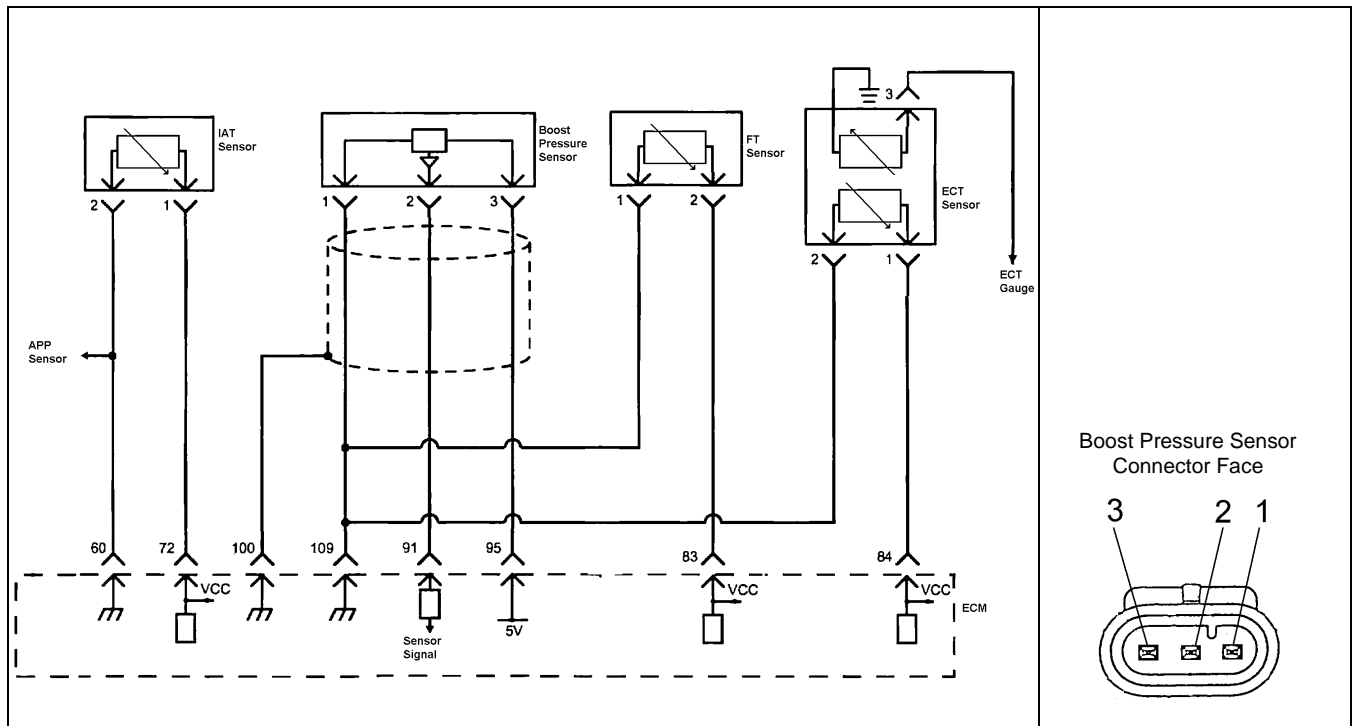 3
IAT
Sensor
Boost
Pressure
Sensor
FT
Sensor
ECT
Sensor
2
1
1
2
3
1
2
2
1
ECT
Gauge
APP
Sensor
60
72
100
109
91
95
83
84
VCC
VCC
VCC
ECM
5V
Sensor
Signal
Boost Pressure Sensor
Connector Face
3
2
1